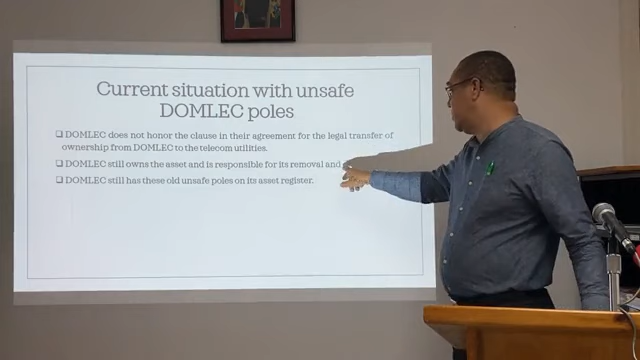 Current situation with unsafe
DOMLEC poles
❑ DOMLEC does not honor the clause in their agreement for the legal transfer of
ownership from DOMLEC to the telecom utilities.
❑ DOMLEC still owns the asset and is responsible for its removal and
❑ DOMLEC still has these old unsafe poles on its asset register.